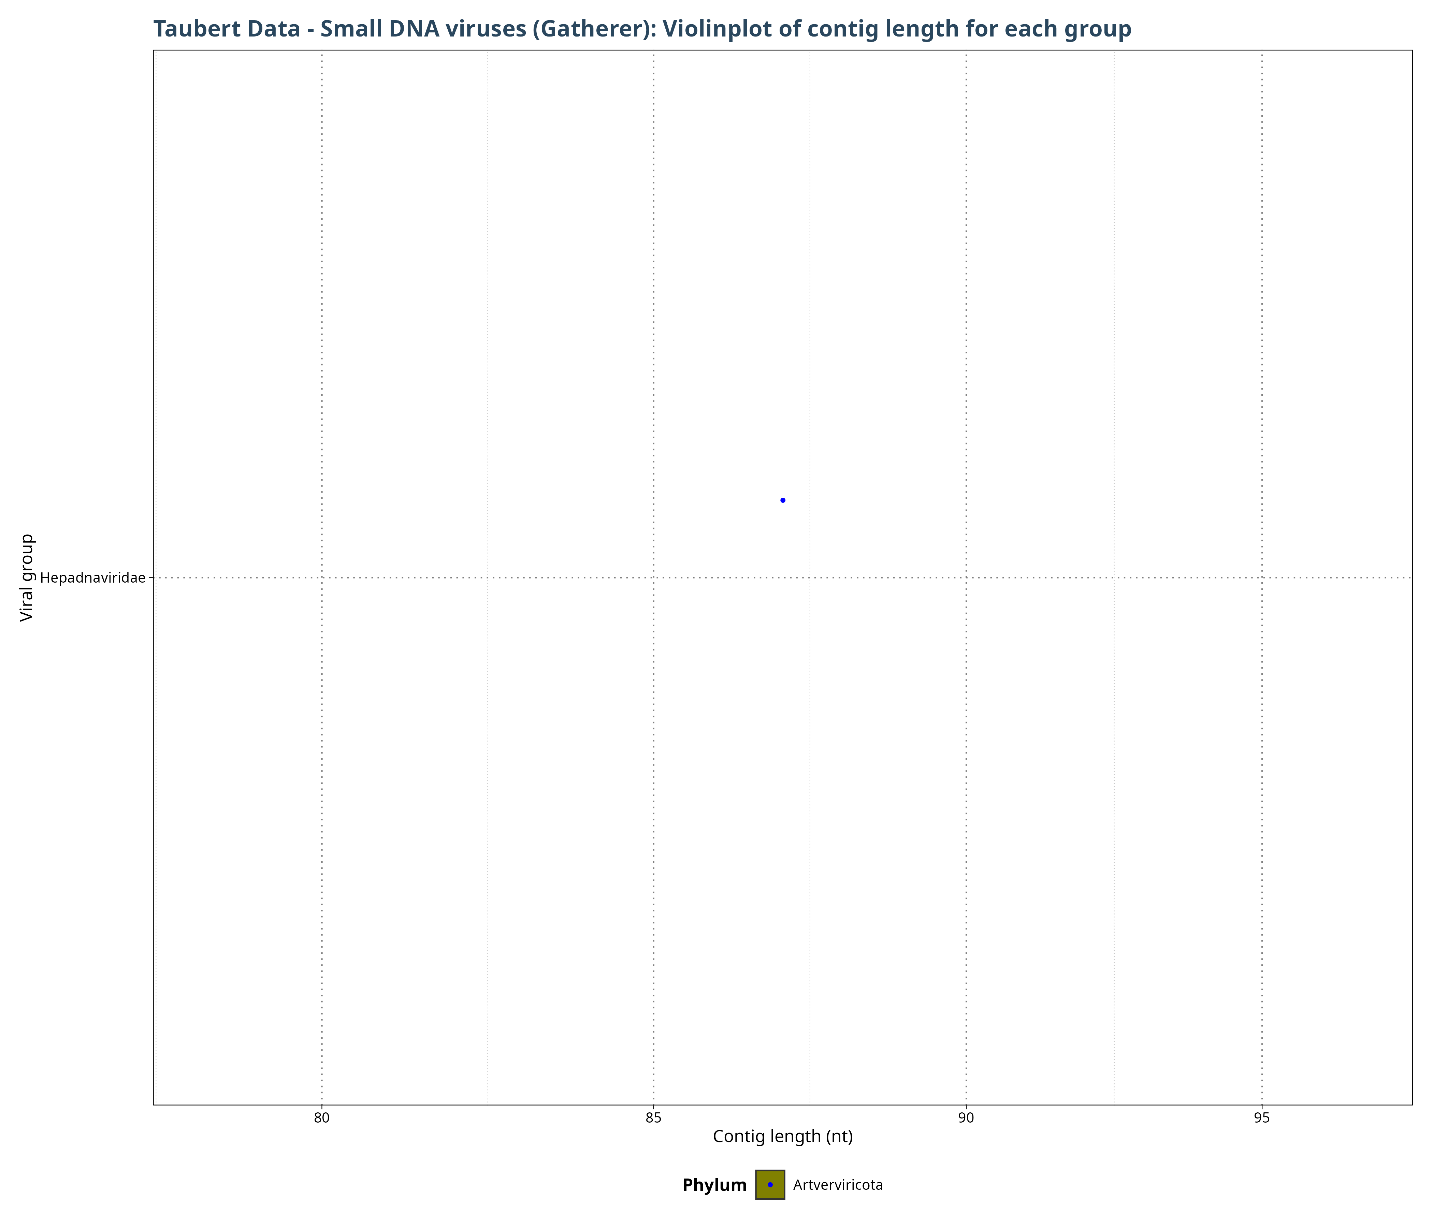 Taubert Data - Small DNA viruses (Gatherer): Violinplot of contig length for each group
Viral group
Hepadnaviridae
80 85 90 95
Contig length (nt)
Phylum Artverviricota